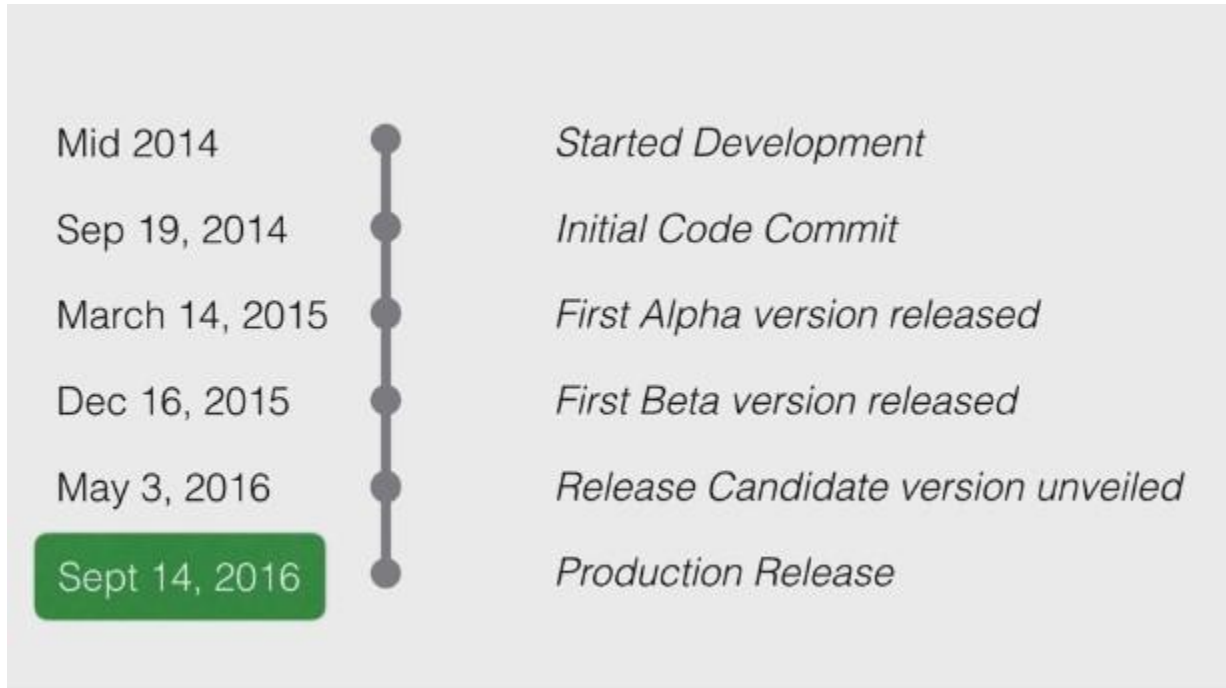 Mid 2014 Started Development
Sep 19, 2014 Initial Code Commit
March 14, 2015 First Alpha version released
Dec 16, 2015 First Beta version released
May 3, 2016 Release Candidate version unveiled
Sept 14, 2016 Production Release